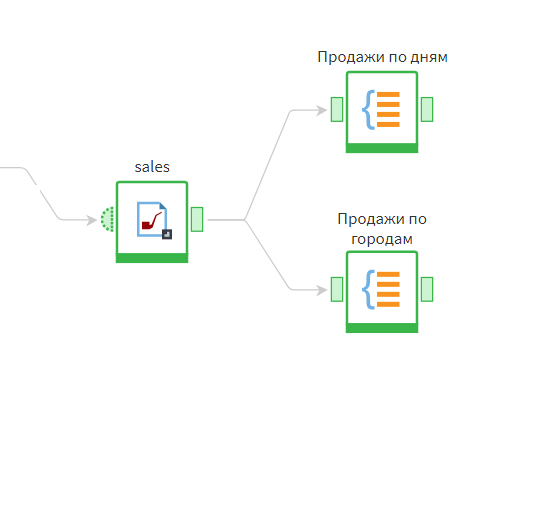 Продажи по дням
sales
Продажи по
городам